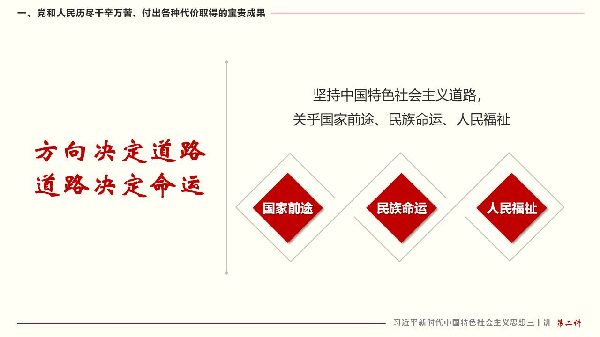 一、党和人民历尽千辛万苦、付出各种代价取得的宝贵成果
方向决定道路
道路决定命运
坚持中国特色社会主义道路，
关乎国家前途、民族命运、人民福祉
国家前途
民族命运
人民福祉
习近平新时代中国特色社会主义思想三十讲 第二讲